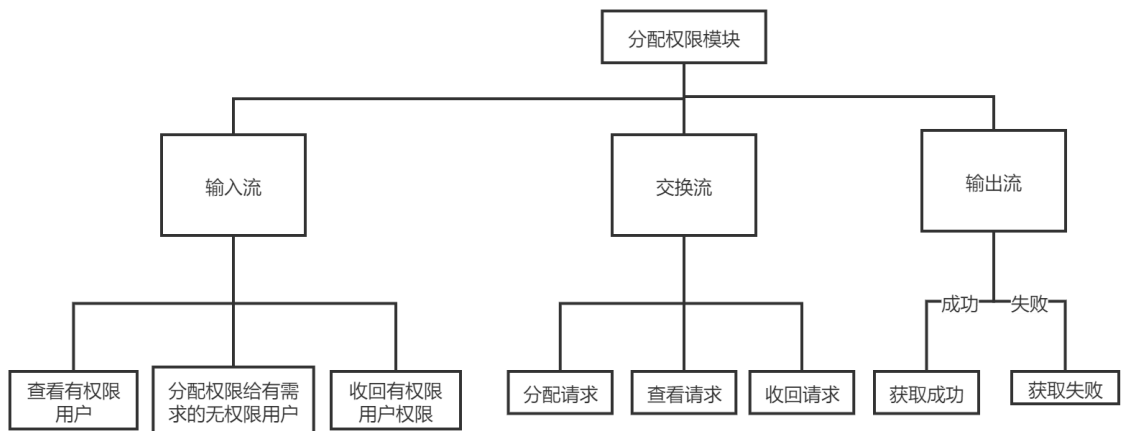 分配权限模块
输入流
交换流
输出流
成功
失败
查看有权限
用户
分配权限给有需
求的无权限用户
收回有权限
用户权限
分配请求
查看请求
收回请求
获取成功
获取失败